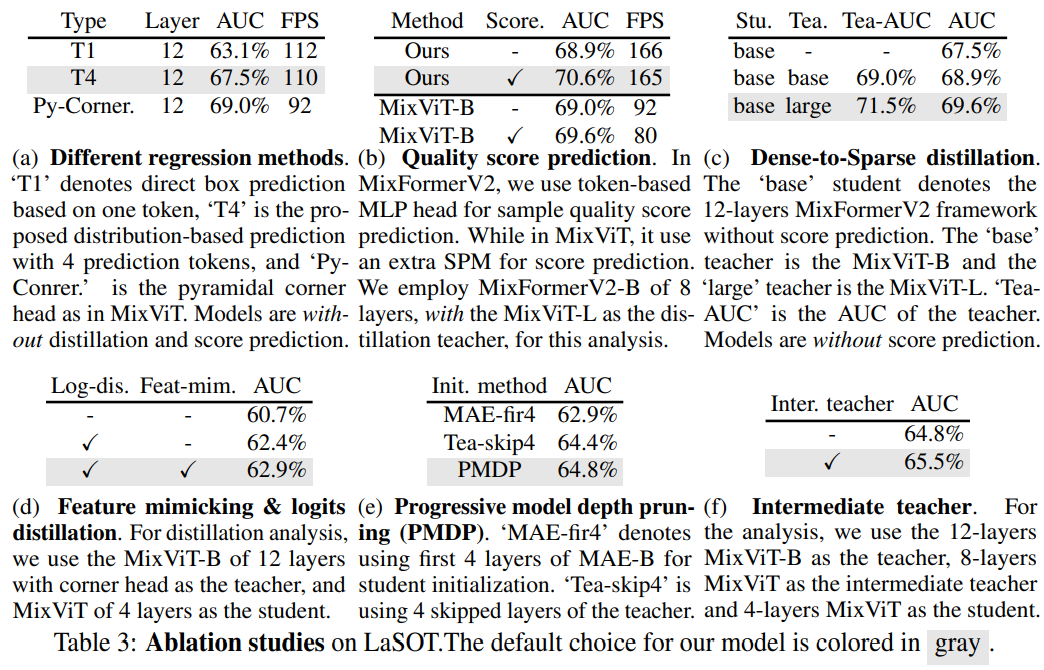 Type Layer AUC FPS
T1 12 63.1% 112
T4 12 67.5% 110
Py-Corner. 12 69.0% 92
(a) Different regression methods.
‘T1’ denotes direct box prediction
based on one token, ‘T4’ is the pro-
posed distribution-based prediction
with 4 prediction tokens, and ‘Py-
Conrer.’ is the pyramidal corner
head as in MixViT. Models are with-
out distillation and score prediction.
Method Score. AUC FPS
Ours - 68.9% 166
Ours ✓ 70.6% 165
MixViT-B - 69.0% 92
MixViT-B ✓ 69.6% 80
(b) Quality score prediction. In
MixFormerV2, we use token-based
MLP head for sample quality score
prediction. While in MixViT, it use
an extra SPM for score prediction.
We employ MixFormerV2-B of 8
layers, with the MixViT-L as the dis-
tillation teacher, for this analysis.
Stu. Tea. Tea-AUC AUC
base - - 67.5%
base base 69.0% 68.9%
base large 71.5% 69.6%
(c) Dense-to-Sparse distillation.
The ‘base’ student denotes the
12-layers MixFormerV2 framework
without score prediction. The ‘base’
teacher is the MixViT-B and the
‘large’ teacher is the MixViT-L. ‘Tea-
AUC’ is the AUC of the teacher.
Models are without score prediction.
Log-dis. Feat-mim. AUC
- - 60.7%
✓ - 62.4%
✓ ✓ 62.9%
(d) Feature mimicking & logits
distillation. For distillation analysis,
we use the MixViT-B of 12 layers
with corner head as the teacher, and
MixViT of 4 layers as the student.
Init. method AUC
MAE-fir4 62.9%
Tea-skip4 64.4%
PMDP 64.8%
(e) Progressive model depth prun-
ing (PMDP). ‘MAE-fir4’ denotes
using first 4 layers of MAE-B for
student initialization. ‘Tea-skip4’ is
using 4 skipped layers of the teacher.
Inter. teacher AUC
- 64.8%
✓ 65.5%
(f) Intermediate teacher. For
the analysis, we use the 12-layers
MixViT-B as the teacher, 8-layers
MixViT as the intermediate teacher
and 4-layers MixViT as the student.
Table 3: Ablation studies on LaSOT.The default choice for our model is colored in gray .